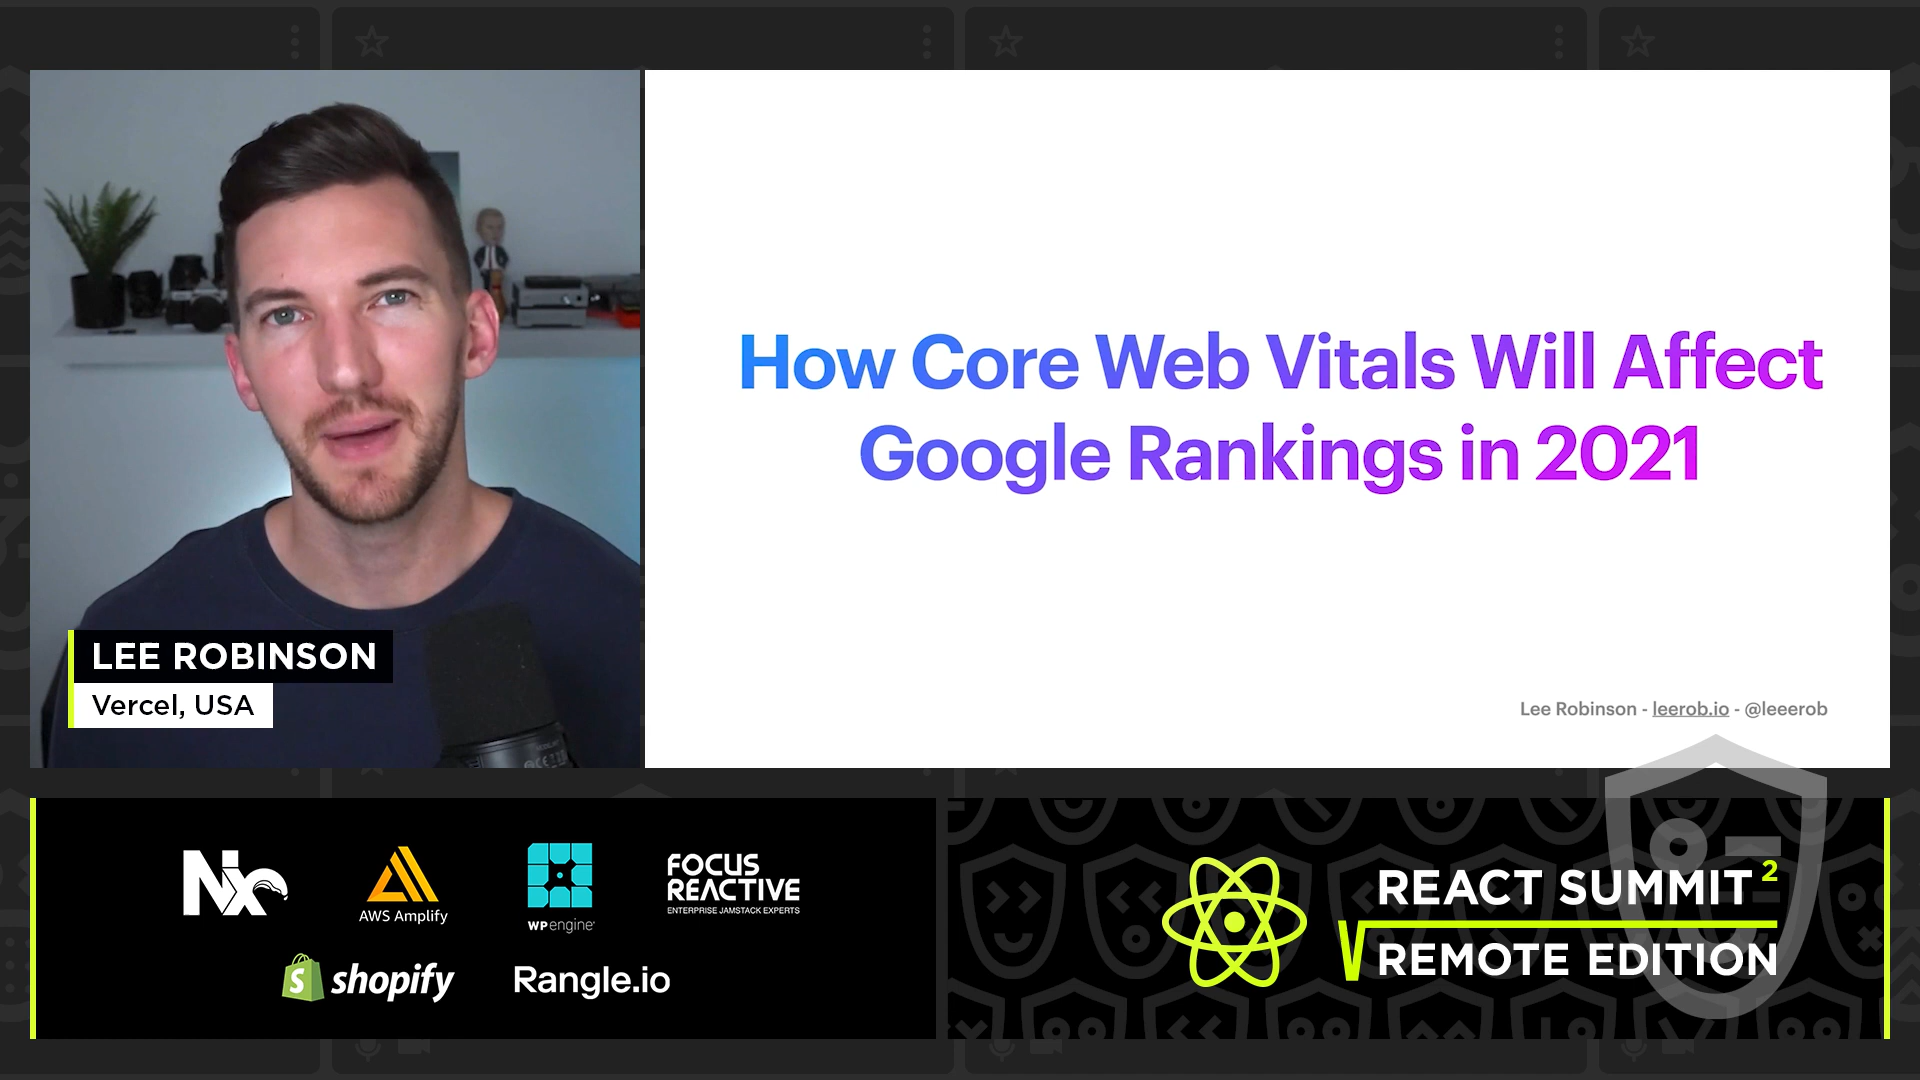 How Core Web Vitals Will Affect
Google Rankings in 2021
Lee Robinson - leerob.io - @leeerob
LEE ROBINSON
Vercel, USA
Nx
AWS Amplify
WP engine
FOCUS
REACTIVE
ENTERPRISE JAMSTACK EXPERTS
shopify
Rangle.io
REACT SUMMIT 2
REMOTE EDITION